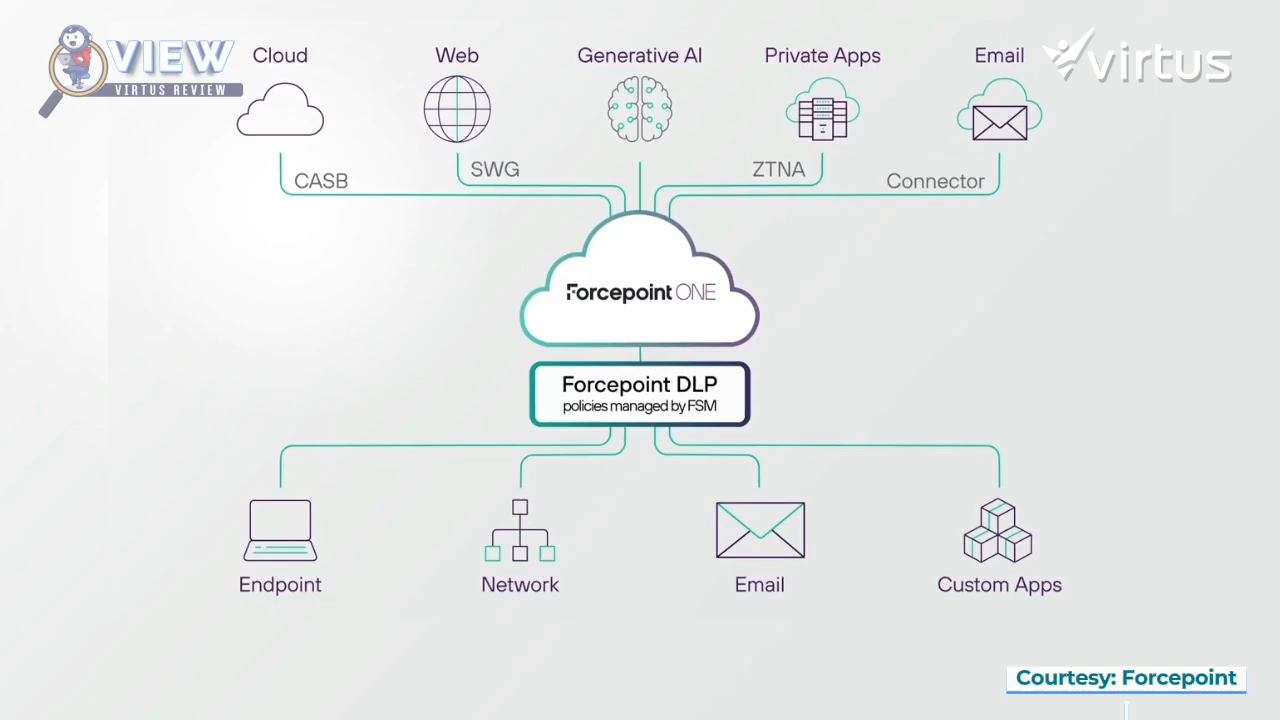 VIEW
VIRTUS REVIEW
virtus
Cloud
Web
Generative AI
Private Apps
Email
CASB
SWG
ZTNA
Connector
Forcepoint ONE
Forcepoint DLP
policies managed by FSM
Endpoint
Network
Email
Custom Apps
Courtesy: Forcepoint